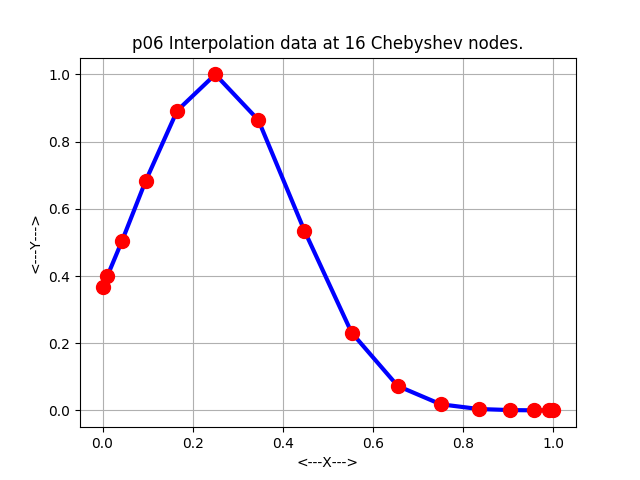 p06 Interpolation data at 16 Chebyshev nodes.
1.0
0.8
0.6
0.4
0.2
0.0
<---Y--->
0.0 0.2 0.4 0.6 0.8 1.0
<---X--->